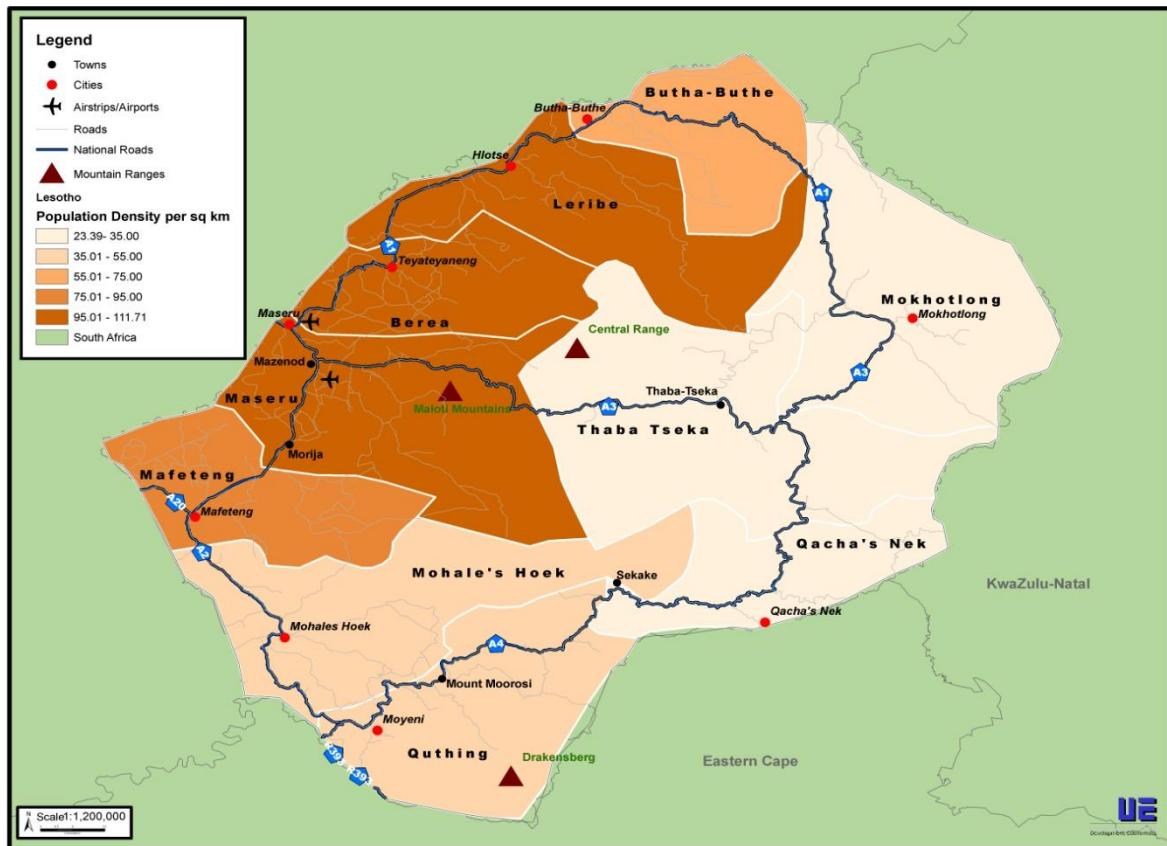 Legend
Towns
Cities
Airstrips/Airports
Roads
National Roads
Mountain Ranges
Lesotho
Population Density per sq km
23.39- 35.00
35.01 - 55.00
55.01 - 75.00
75.01 - 95.00
95.01 - 111.71
South Africa
Butha-Buthe
Butha-Buthe
Hlotse
Leribe
A1
A1
Teyateyaneng
Maseru
Berea
Mokhotlong
Mokhotlong
Central Range
Mazenod
A3
Maseru
Maloti Mountains
A3
Thaba-Tseka
Thaba Tseka
Morija
Mafeteng
A20
Mafeteng
A2
Qacha's Nek
Mohale's Hoek
Sekake
KwaZulu-Natal
Qacha's Nek
Mohales Hoek
A4
Mount Moorosi
Moyeni
Quthing
Drakensberg
R393
Eastern Cape
N
Scale1:1,200,000